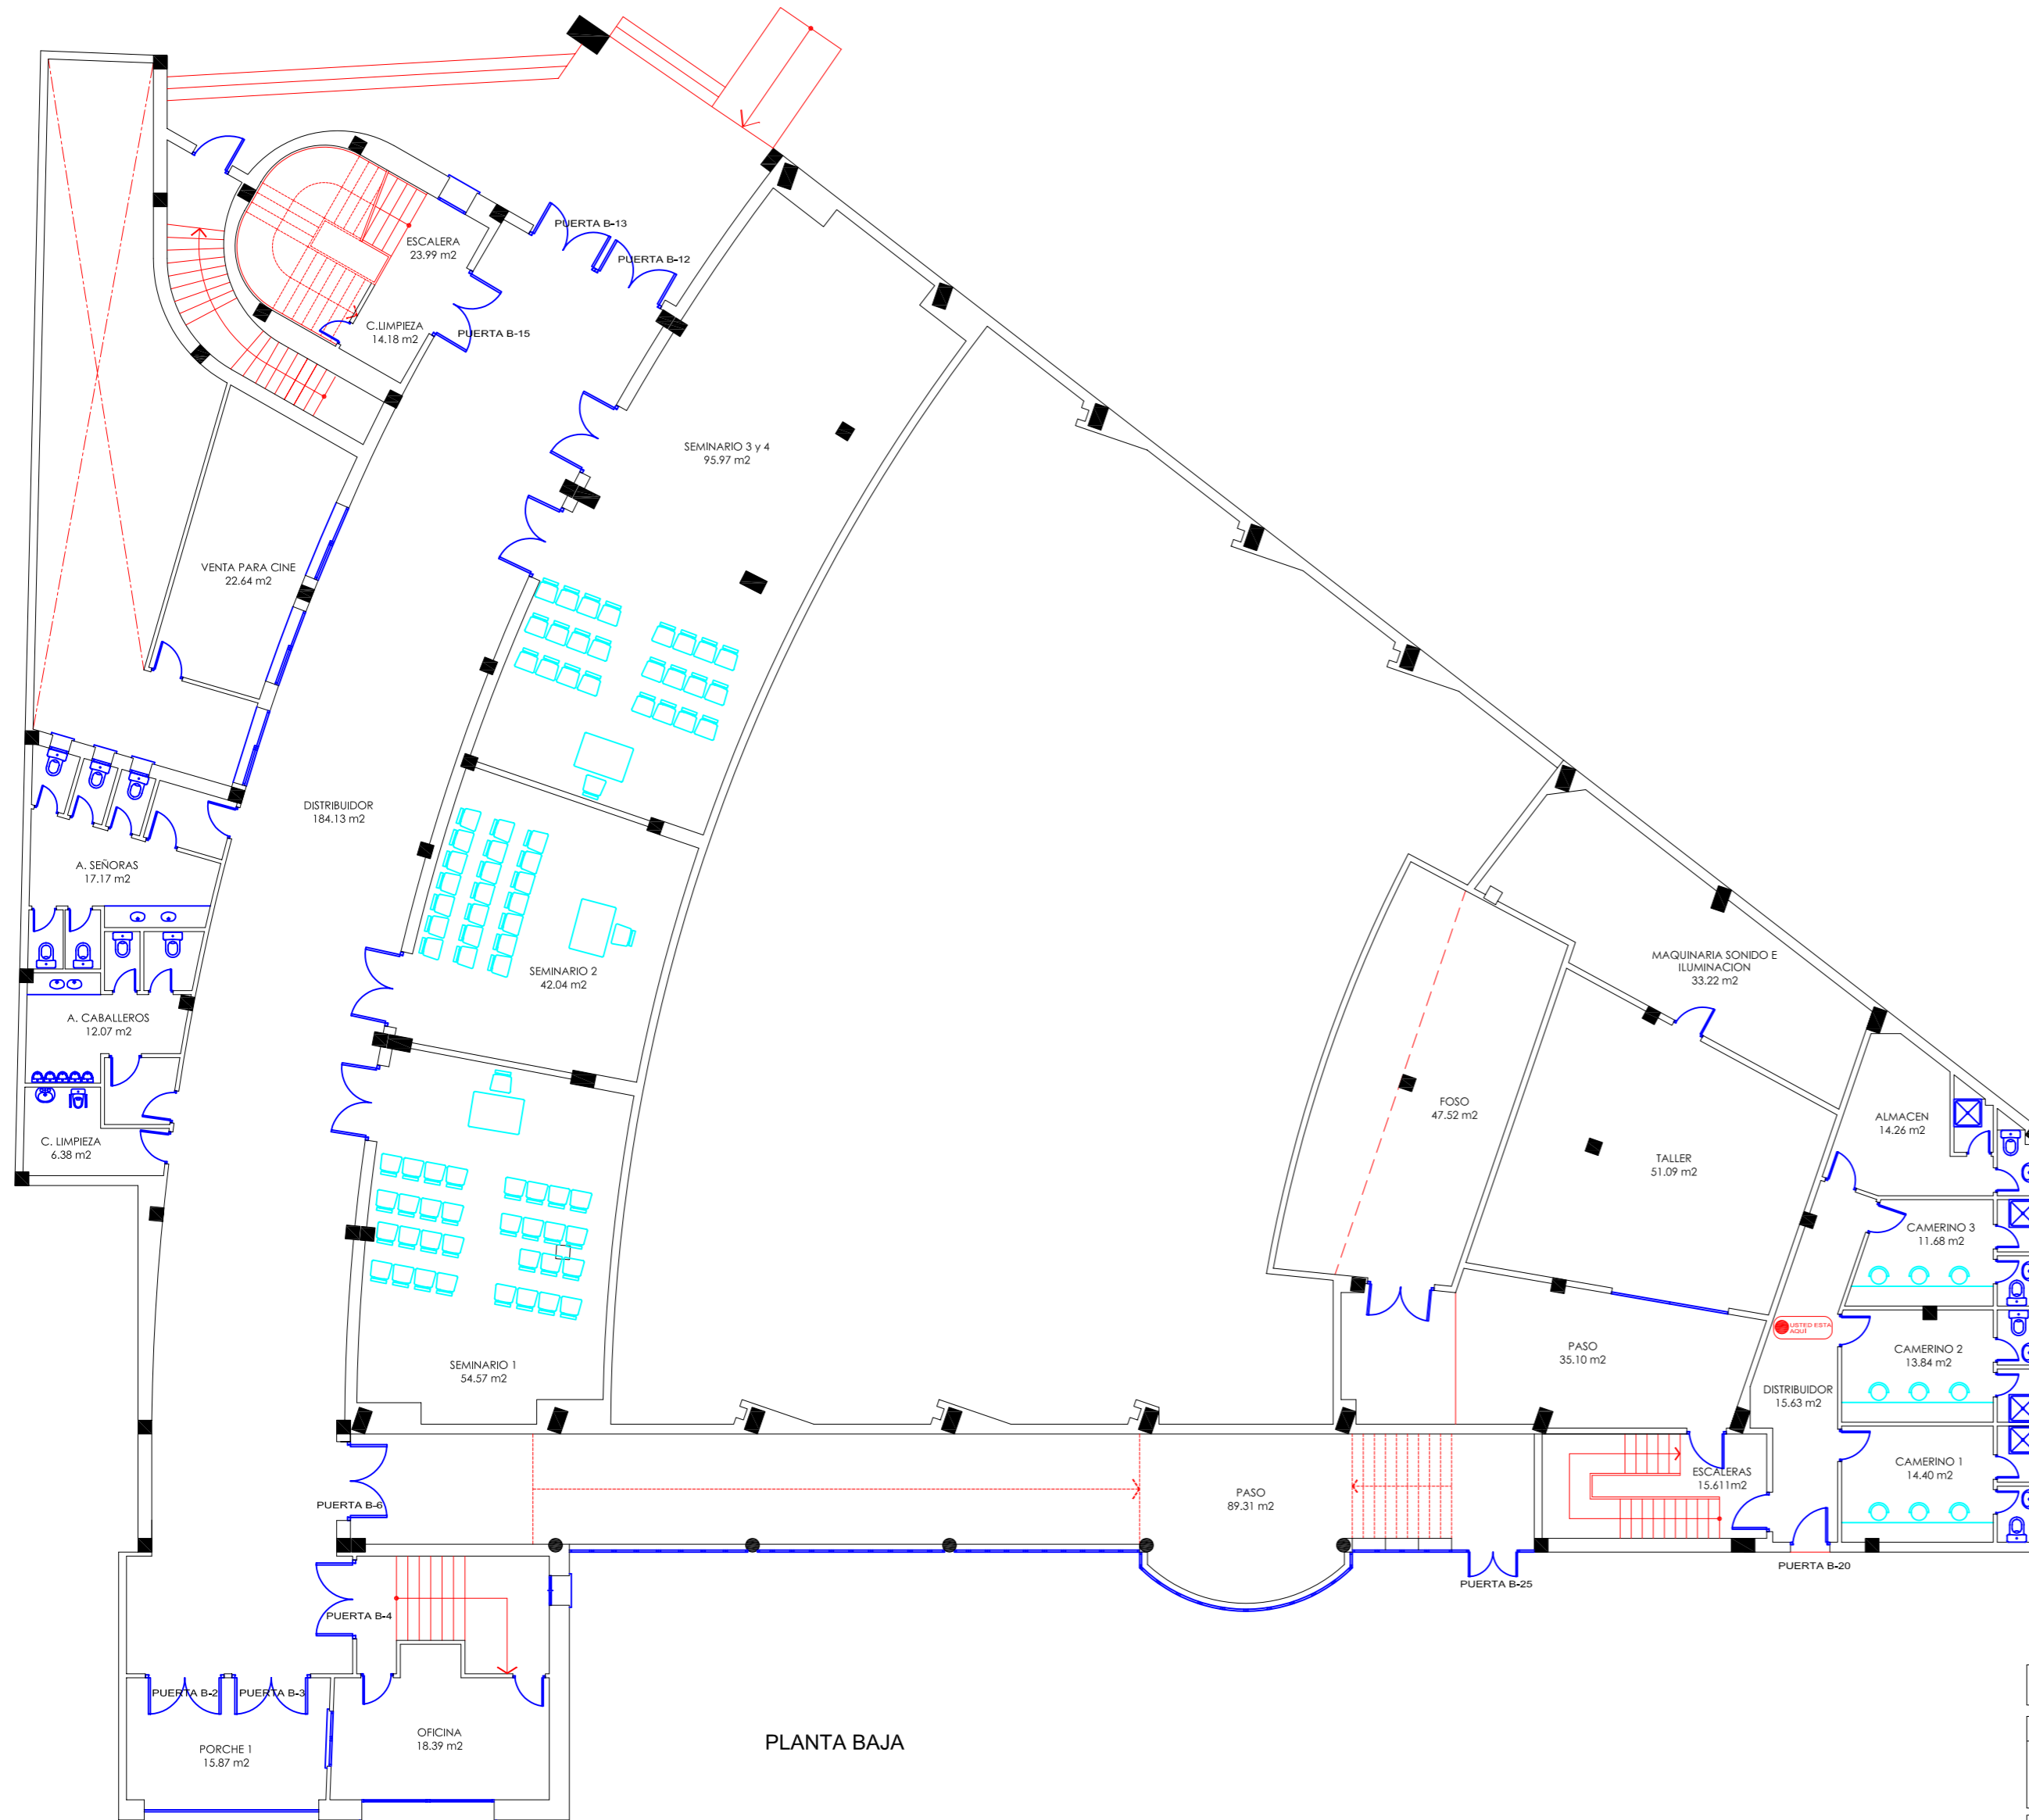 PUERTA B-13
ESCALERA
23.99 m2
PUERTA B-12
C.LIMPIEZA
14.18 m2
PUERTA B-15
SEMINARIO 3 y 4
95.97 m2
VENTA PARA CINE
22.64 m2
DISTRIBUIDOR
184.13 m2
A. SEÑORAS
17.17 m2
SEMINARIO 2
42.04 m2
MAQUINARIA SONIDO E
ILUMINACION
33.22 m2
A. CABALLEROS
12.07 m2
FOSO
47.52 m2
ALMACEN
14.26 m2
C. LIMPIEZA
6.38 m2
TALLER
51.09 m2
CAMERINO 3
11.68 m2
USTED ESTA
AQUÍ
SEMINARIO 1
54.57 m2
PASO
35.10 m2
CAMERINO 2
13.84 m2
DISTRIBUIDOR
15.63 m2
CAMERINO 1
14.40 m2
ESCALERAS
15.611m2
PUERTA B-6
PASO
89.31 m2
PUERTA B-20
PUERTA B-25
PUERTA B-4
PUERTA B-2
PUERTA B-3
OFICINA
18.39 m2
PORCHE 1
15.87 m2
PLANTA BAJA